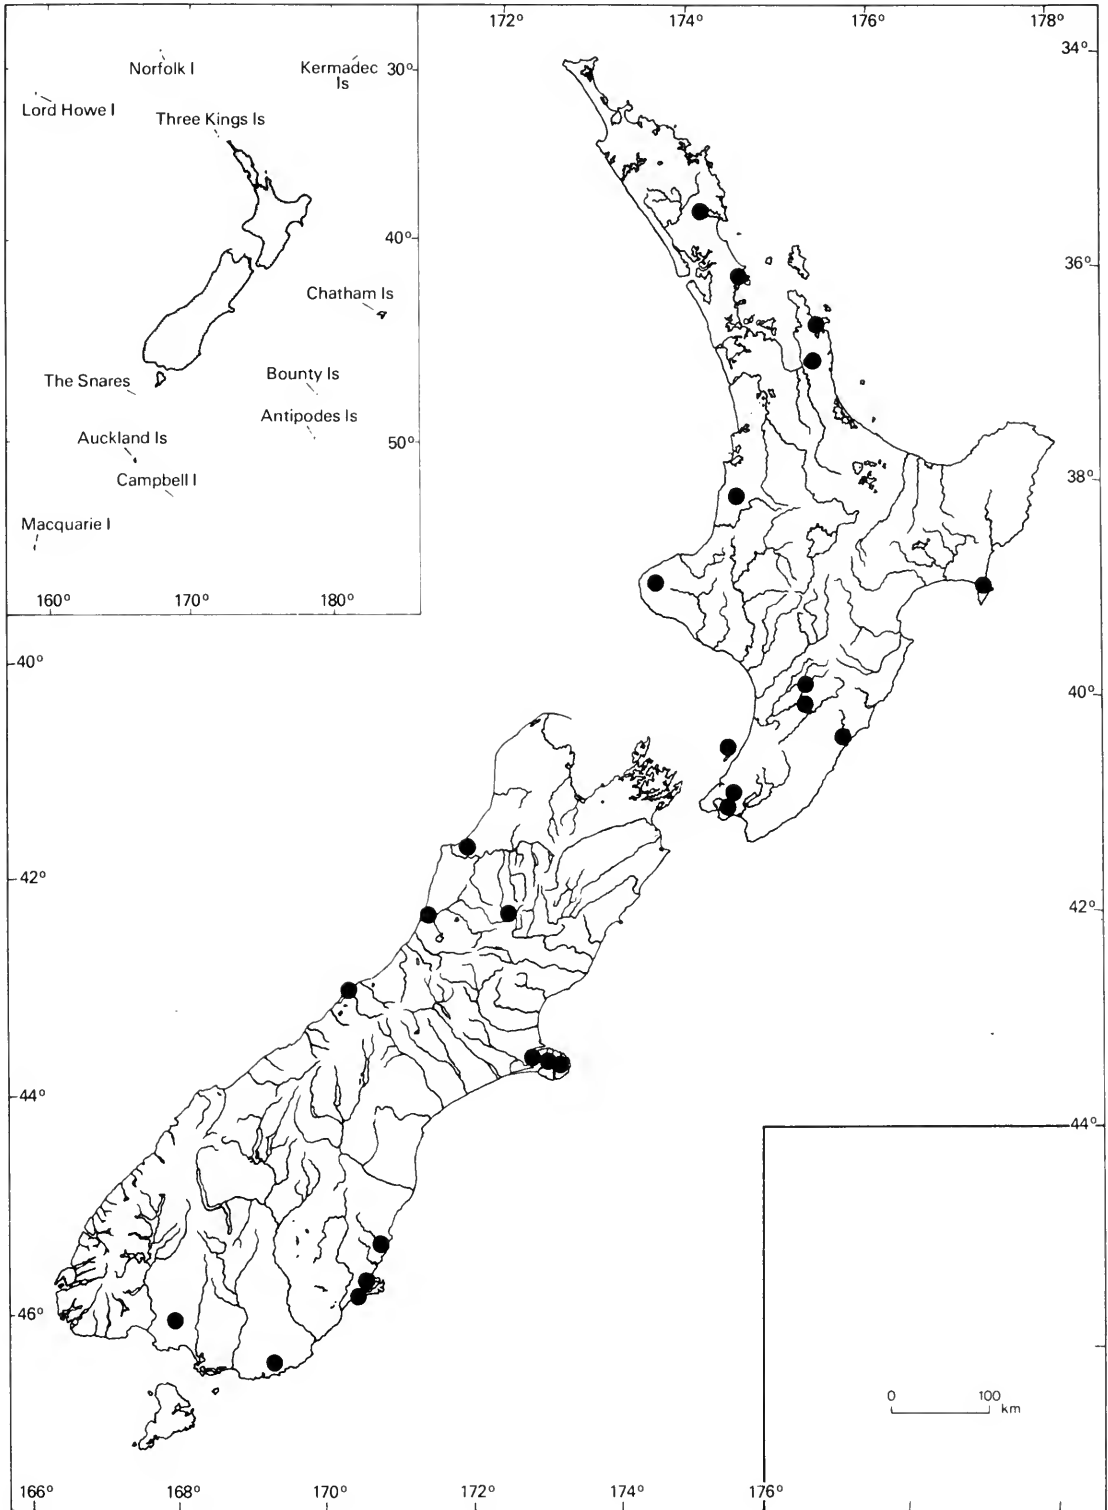 172° 174° 176° 178°
34°
Norfolk I
Kermadec Is
30°
Lord Howe I
Three Kings Is
40°
36°
Chatham Is
The Snares
Bounty Is
Antipodes Is
Auckland Is
50°
Campbell I
38°
Macquarie I
160° 170° 180°
40°
40°
42°
42°
44°
44°
46°
0 100
km
166° 168° 170° 172° 174° 176°